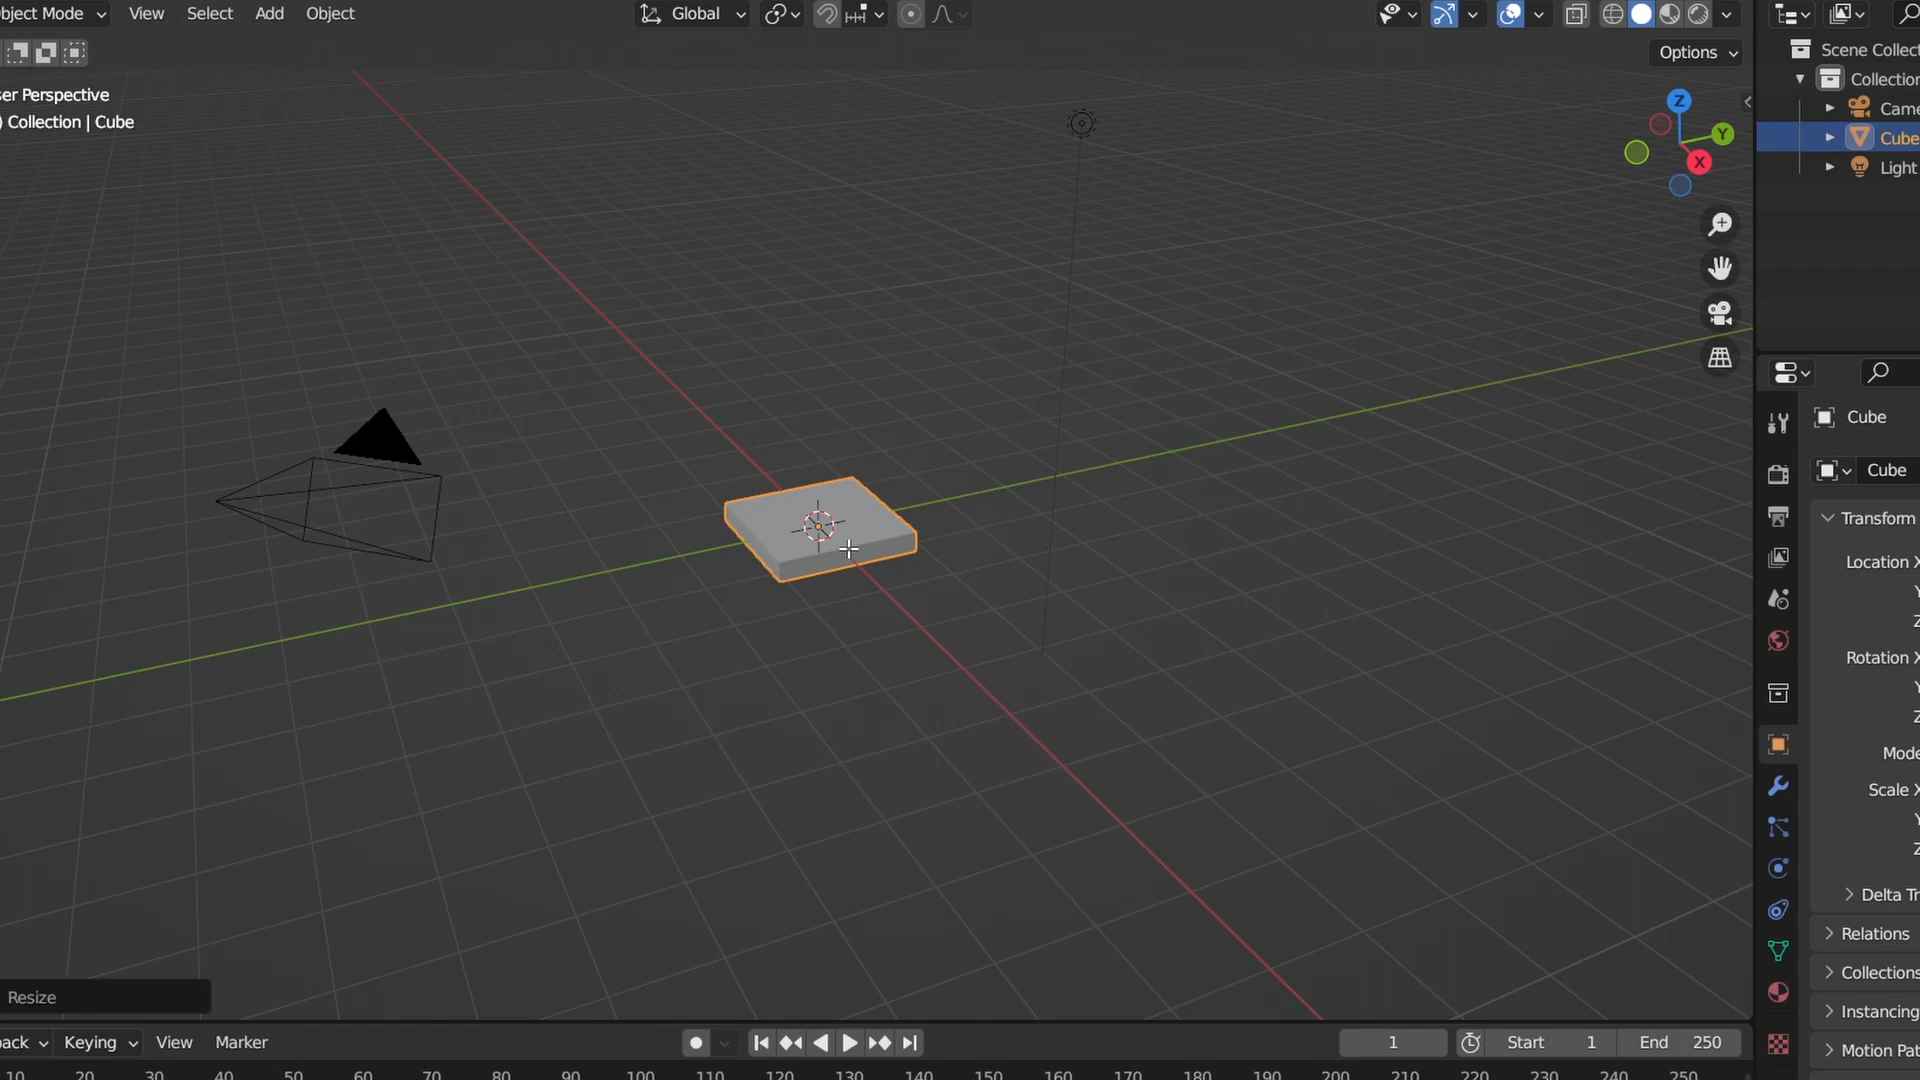 bject Mode View Select Add Object Global
Options
ser Perspective
) Collection | Cube
Z
Y
X
Scene Collect
Collection
Came
Cube
Light
Cube
Cube
Transform
Location X
Y
Z
Rotation X
Y
Z
Mode
Scale X
Y
Z
Delta Tr
Relations
Collections
Instancing
Motion Pat
Resize
back Keying View Marker 1 Start 1 End 250
10 20 30 40 50 60 70 80 90 100 110 120 130 140 150 160 170 180 190 200 210 220 230 240 250